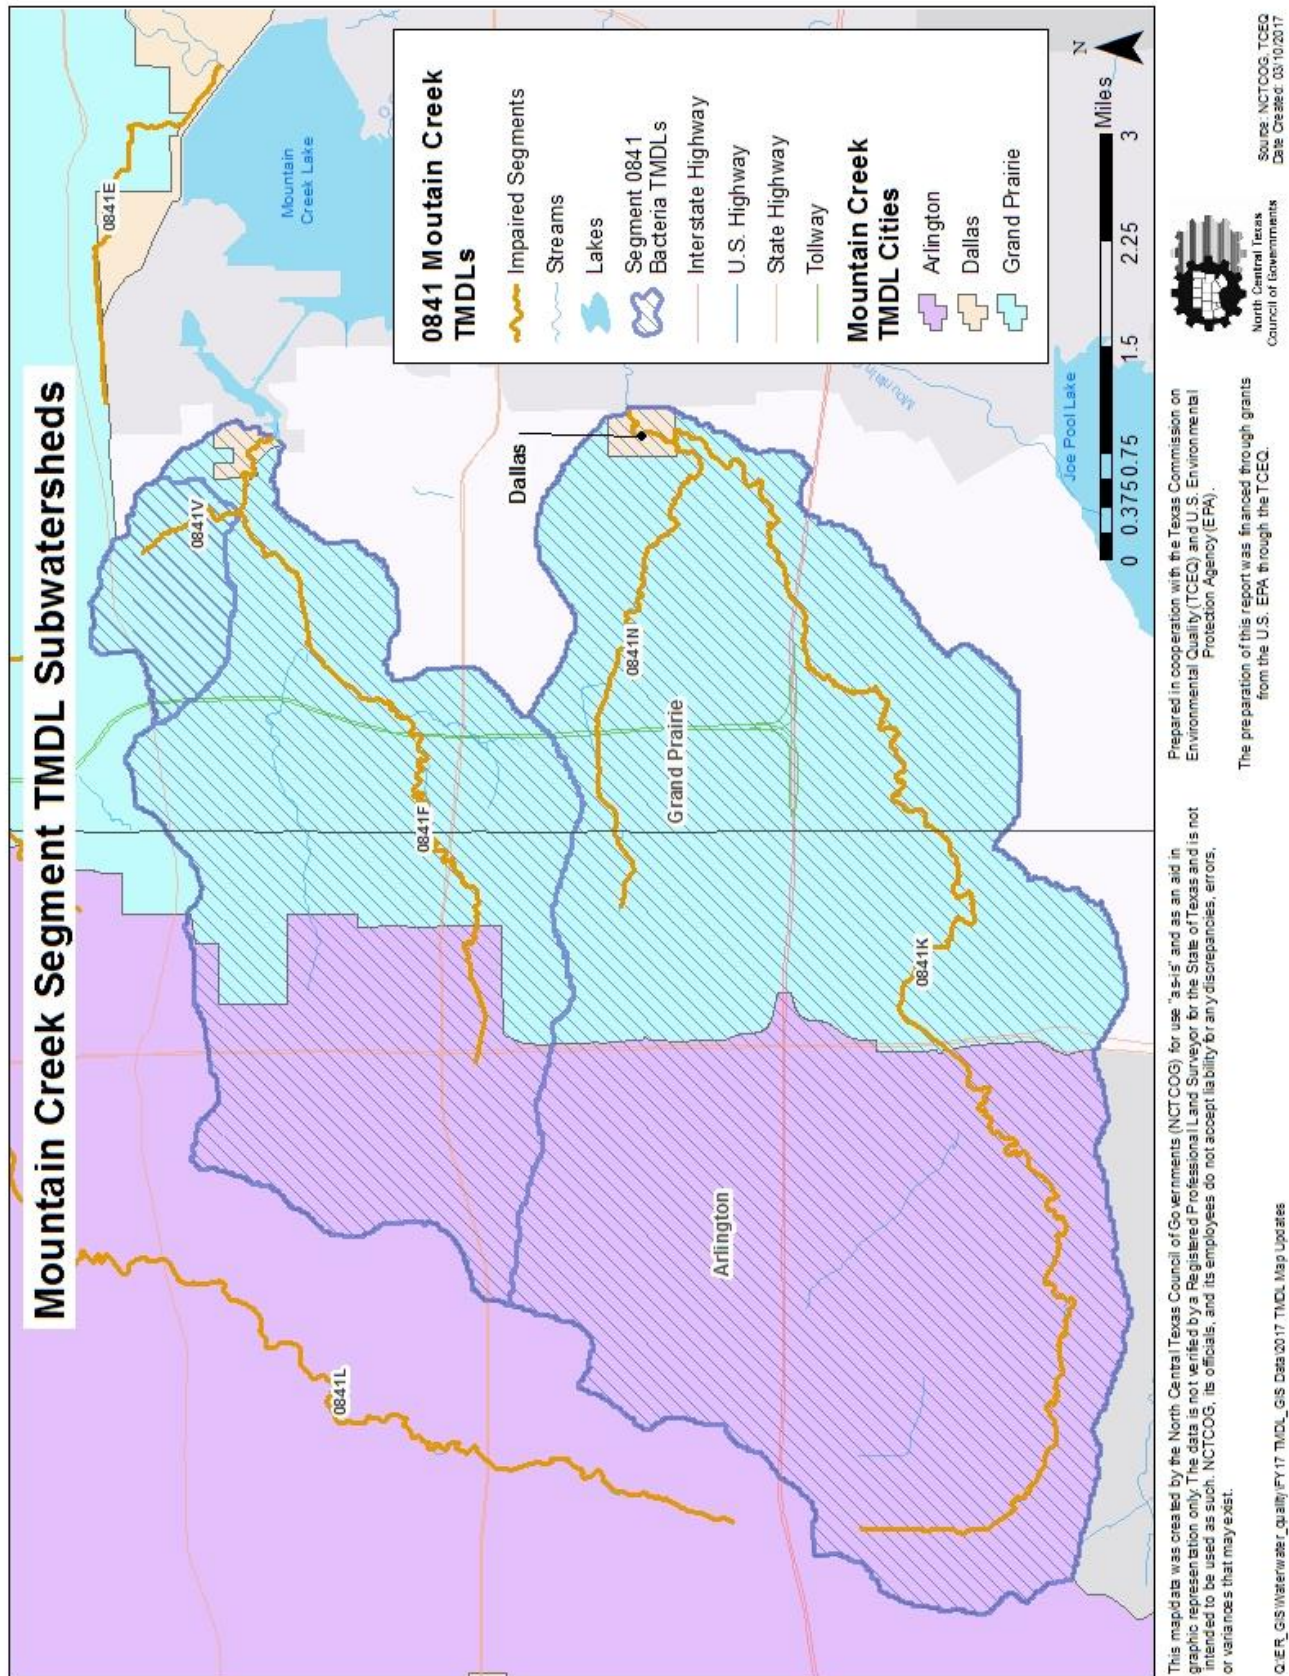 Mountain Creek Segment TMDL Subwatersheds
0841E
Mountain
Creek Lake
0841V
0841F
Dallas
0841N
Grand Prairie
0841K
Arlington
0841L
Joe Pool Lake
0841 Moutain Creek
TMDLs
Impaired Segments
Streams
Lakes
Segment 0841
Bacteria TMDLs
Interstate Highway
U.S. Highway
State Highway
Tollway
Mountain Creek
TMDL Cities
Arlington
Dallas
Grand Prairie
N
Miles
0 0.375 0.75 1.5 2.25 3
This map/data was created by the North Central Texas Council of Governments (NCTCOG) for use "as-is" and as an aid in
graphic representation only. The data is not verified by a Registered Professional Land Surveyor for the State of Texas and is not
intended to be used as such. NCTCOG, its officials, and its employees do not accept liability for any discrepancies, errors,
or variances that may exist.
Q:\ER_GIS\Water\water_quality\FY17 TMDL_GIS Data\2017 TMDL Map Updates
Prepared in cooperation with the Texas Commission on
Environmental Quality (TCEQ) and U.S. Environmental
Protection Agency (EPA).
The preparation of this report was financed through grants
from the U.S. EPA through the TCEQ.
North Central Texas
Council of Governments
Source: NCTCOG, TCEQ
Date Created: 03/10/2017